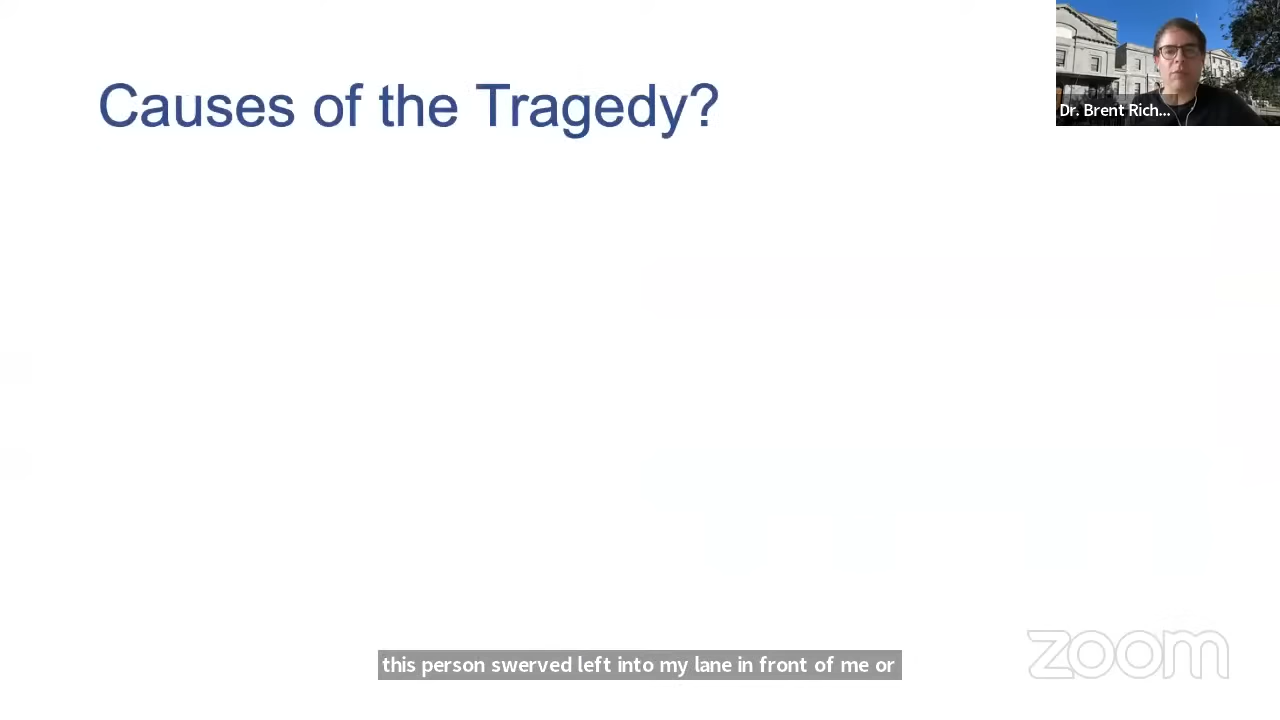 Causes of the Tragedy?
Dr. Brent Rich...
this person swerved left into my lane in front of me or
zoom